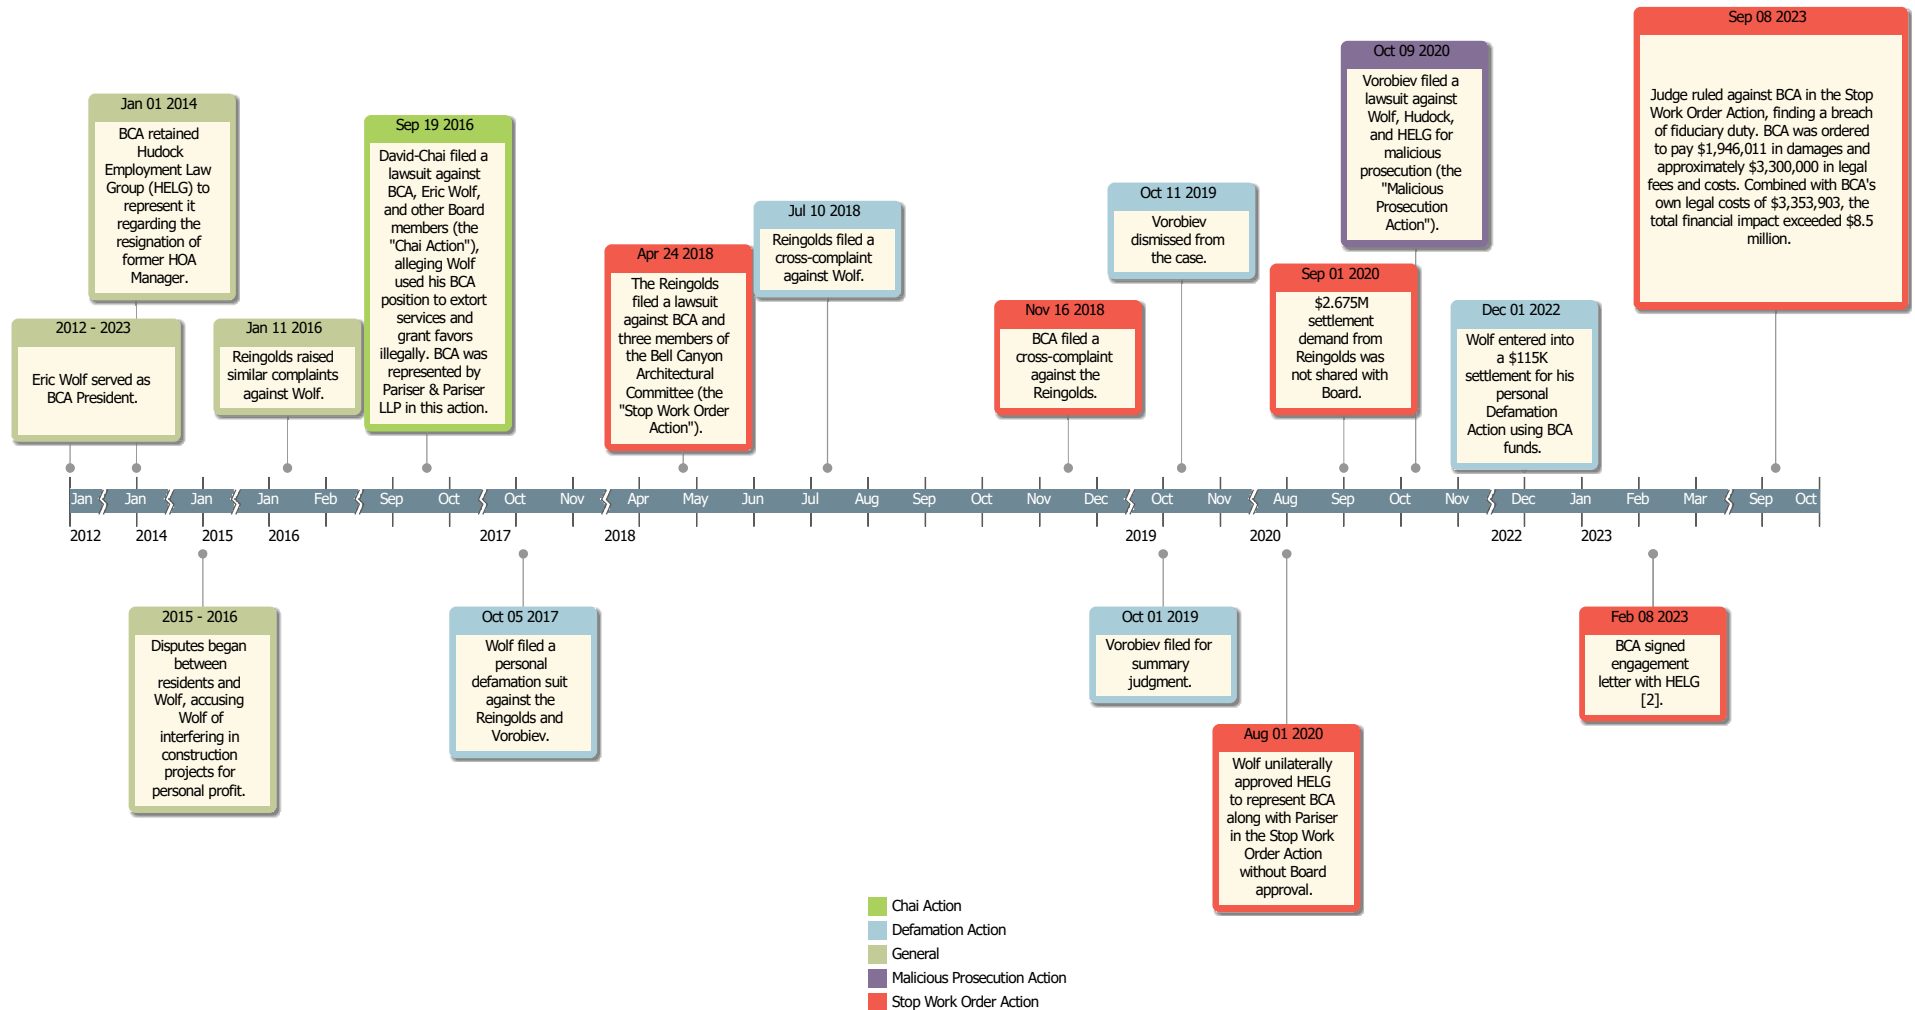 Jan 01 2014
BCA retained
Hudock
Employment Law
Group (HELG) to
represent it
regarding the
resignation of
former HOA
Manager.
2012 - 2023
Eric Wolf served as
BCA President.
Jan 11 2016
Reingolds raised
similar complaints
against Wolf.
Sep 19 2016
David-Chai filed a
lawsuit against
BCA, Eric Wolf,
and other Board
members (the
"Chai Action"),
alleging Wolf
used his BCA
position to extort
services and
grant favors
illegally. BCA was
represented by
Pariser & Pariser
LLP in this action.
Apr 24 2018
The Reingolds
filed a lawsuit
against BCA and
three members of
the Bell Canyon
Architectural
Committee (the
"Stop Work Order
Action").
Jul 10 2018
Reingolds filed a
cross-complaint
against Wolf.
Nov 16 2018
BCA filed a
cross-complaint
against the
Reingolds.
Oct 11 2019
Vorobiev
dismissed from
the case.
Sep 01 2020
$2.675M
settlement
demand from
Reingolds was
not shared with
Board.
Oct 09 2020
Vorobiev filed a
lawsuit against
Wolf, Hudock,
and HELG for
malicious
prosecution (the
"Malicious
Prosecution
Action").
Dec 01 2022
Wolf entered into
a $115K
settlement for his
personal
Defamation
Action using BCA
funds.
Sep 08 2023
Judge ruled against BCA in the Stop
Work Order Action, finding a breach
of fiduciary duty. BCA was ordered
to pay $1,946,011 in damages and
approximately $3,300,000 in legal
fees and costs. Combined with BCA's
own legal costs of $3,353,903, the
total financial impact exceeded $8.5
million.
Jan Jan Jan Jan Feb Sep Oct Oct Nov Apr May Jun Jul Aug Sep Oct Nov Dec Oct Nov Aug Sep Oct Nov Dec Jan Feb Mar Sep Oct
2012 2014 2015 2016 2017 2018 2019 2020 2022 2023
2015 - 2016
Disputes began
between
residents and
Wolf, accusing
Wolf of
interfering in
construction
projects for
personal profit.
Oct 05 2017
Wolf filed a
personal
defamation suit
against the
Reingolds and
Vorobiev.
Oct 01 2019
Vorobiev filed for
summary
judgment.
Aug 01 2020
Wolf unilaterally
approved HELG
to represent BCA
along with Pariser
in the Stop Work
Order Action
without Board
approval.
Feb 08 2023
BCA signed
engagement
letter with HELG
[2].
Chai Action
Defamation Action
General
Malicious Prosecution Action
Stop Work Order Action